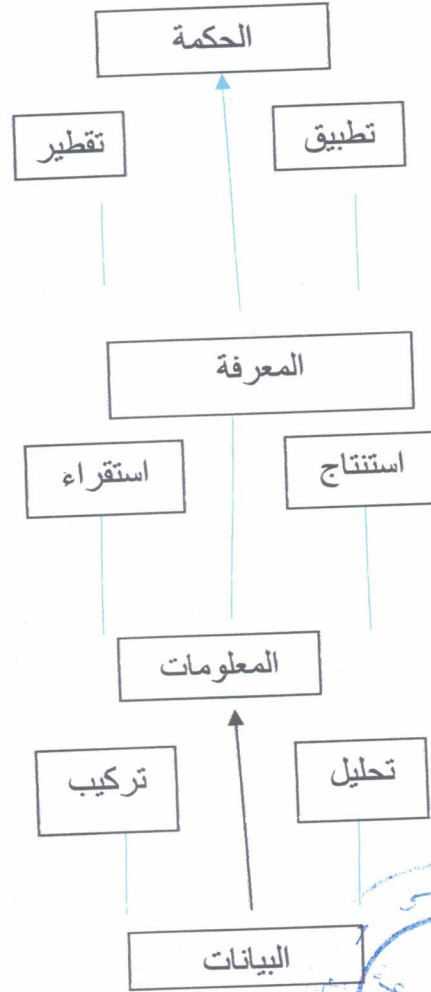 الحكمة
تطبيق
تقطير
المعرفة
استنتاج
استقراء
المعلومات
تحليل
تركيب
البيانات